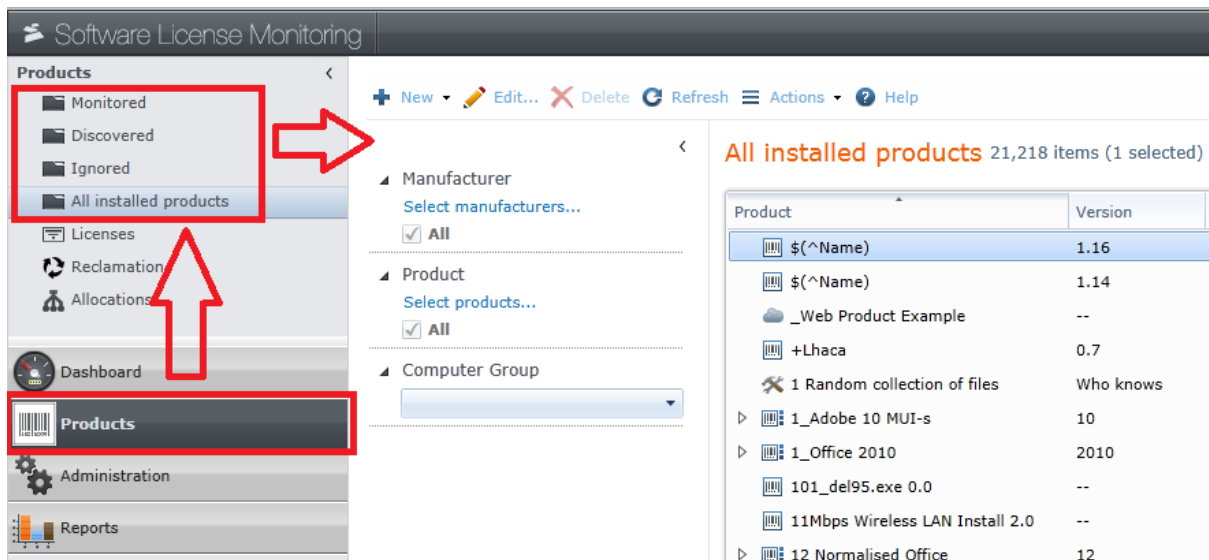 Software License Monitoring
Products
Monitored
Discovered
Ignored
All installed products
Licenses
Reclamation
Allocations
Dashboard
Products
Administration
Reports
New Edit... Delete Refresh Actions Help
Manufacturer
Select manufacturers...
All
Product
Select products...
All
Computer Group
All installed products 21,218 items (1 selected)
Product Version
$(^Name) 1.16
$(^Name) 1.14
_Web Product Example --
+Lhaca 0.7
1 Random collection of files Who knows
1_Adobe 10 MUI-s 10
1_Office 2010 2010
101_del95.exe 0.0 --
11Mbps Wireless LAN Install 2.0 --
12 Normalised Office 12